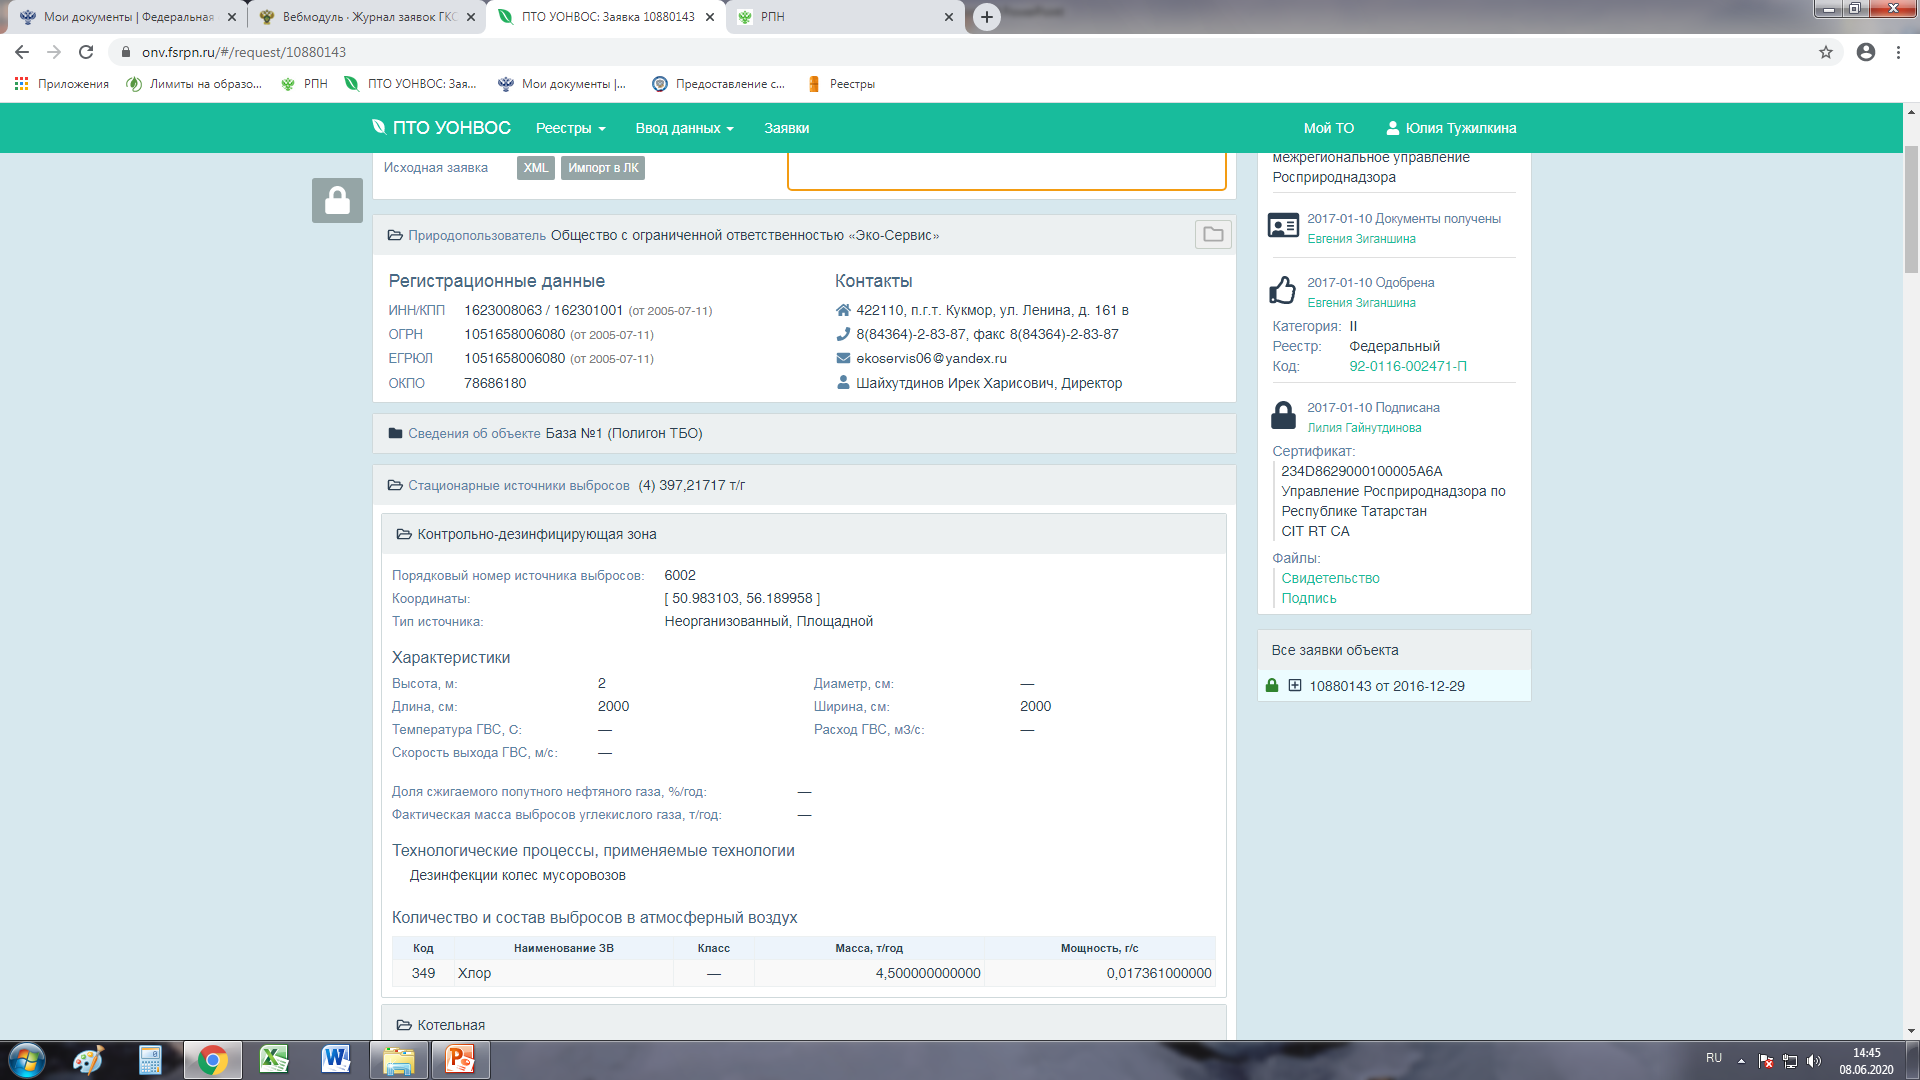 Мои документы | Федеральная
Вебмодуль · Журнал заявок ГКС
ПТО УОНВОС: Заявка 10880143
РПН
onv.fsrpn.ru/#/request/10880143
Приложения
Лимиты на образо...
РПН
ПТО УОНВОС: Зая...
Мои документы |...
Предоставление с...
Реестры
ПТО УОНВОС
Реестры
Ввод данных
Заявки
Мой ТО
Юлия Тужилкина
Исходная заявка
XML
Импорт в ЛК
Природопользователь Общество с ограниченной ответственностью «Эко-Сервис»
Регистрационные данные
ИНН/КПП 1623008063 / 162301001 (от 2005-07-11)
ОГРН 1051658006080 (от 2005-07-11)
ЕГРЮЛ 1051658006080 (от 2005-07-11)
ОКПО 78686180
Контакты
422110, п.г.т. Кукмор, ул. Ленина, д. 161 в
8(84364)-2-83-87, факс 8(84364)-2-83-87
ekoservis06@yandex.ru
Шайхутдинов Ирек Харисович, Директор
Сведения об объекте База №1 (Полигон ТБО)
Стационарные источники выбросов (4) 397,21717 т/г
Контрольно-дезинфицирующая зона
Порядковый номер источника выбросов: 6002
Координаты: [ 50.983103, 56.189958 ]
Тип источника: Неорганизованный, Площадной
Характеристики
Высота, м: 2 Диаметр, см: —
Длина, см: 2000 Ширина, см: 2000
Температура ГВС, С: — Расход ГВС, м3/с: —
Скорость выхода ГВС, м/с: —
Доля сжигаемого попутного нефтяного газа, %/год: —
Фактическая масса выбросов углекислого газа, т/год: —
Технологические процессы, применяемые технологии
Дезинфекции колес мусоровозов
Количество и состав выбросов в атмосферный воздух
Код Наименование ЗВ Класс Масса, т/год Мощность, г/с
349 Хлор — 4,500000000000 0,017361000000
Котельная
межрегиональное управление
Росприроднадзора
2017-01-10 Документы получены
Евгения Зиганшина
2017-01-10 Одобрена
Евгения Зиганшина
Категория: II
Реестр: Федеральный
Код: 92-0116-002471-П
2017-01-10 Подписана
Лилия Гайнутдинова
Сертификат:
234D8629000100005A6A
Управление Росприроднадзора по
Республике Татарстан
CIT RT CA
Файлы:
Свидетельство
Подпись
Все заявки объекта
10880143 от 2016-12-29
RU
14:45
08.06.2020